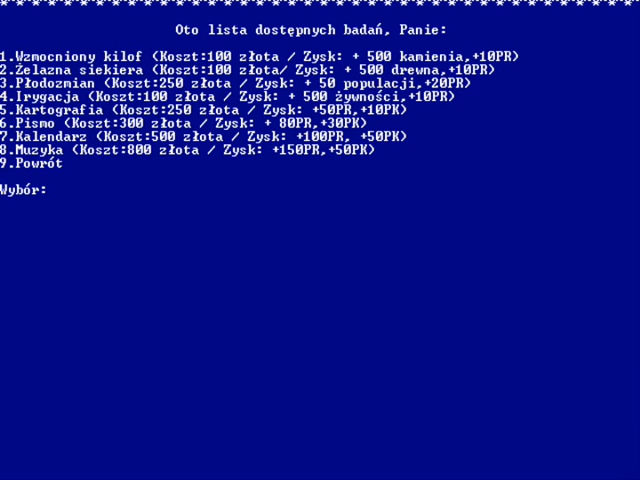 ********************************************************************************
Oto lista dostępnych badań, Panie:
1.Wzmocniony kilof (Koszt:100 złota / Zysk: + 500 kamienia,+10PR)
2.Żelazna siekiera (Koszt:100 złota/ Zysk: + 500 drewna,+10PR)
3.Płodozmian (Koszt:250 złota / Zysk: + 50 populacji,+20PR)
4.Irygacja (Koszt:100 złota / Zysk: + 500 żywności,+10PR)
5.Kartografia (Koszt:250 złota / Zysk: +50PR,+10PK)
6.Pismo (Koszt:300 złota / Zysk: + 80PR,+30PK)
7.Kalendarz (Koszt:500 złota / Zysk: +100PR, +50PK)
8.Muzyka (Koszt:800 złota / Zysk: +150PR,+50PK)
9.Powrót
Wybór: